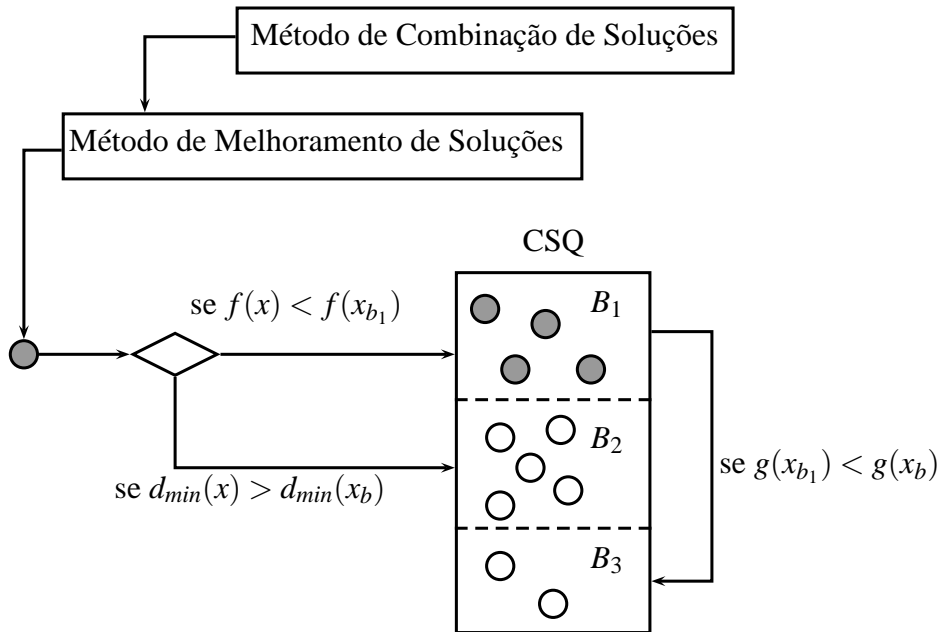 Método de Combinação de Soluções
Método de Melhoramento de Soluções
CSQ
se f(x) < f(x_{b_1})
B_1
B_2
se g(x_{b_1}) < g(x_b)
se d_{min}(x) > d_{min}(x_b)
B_3